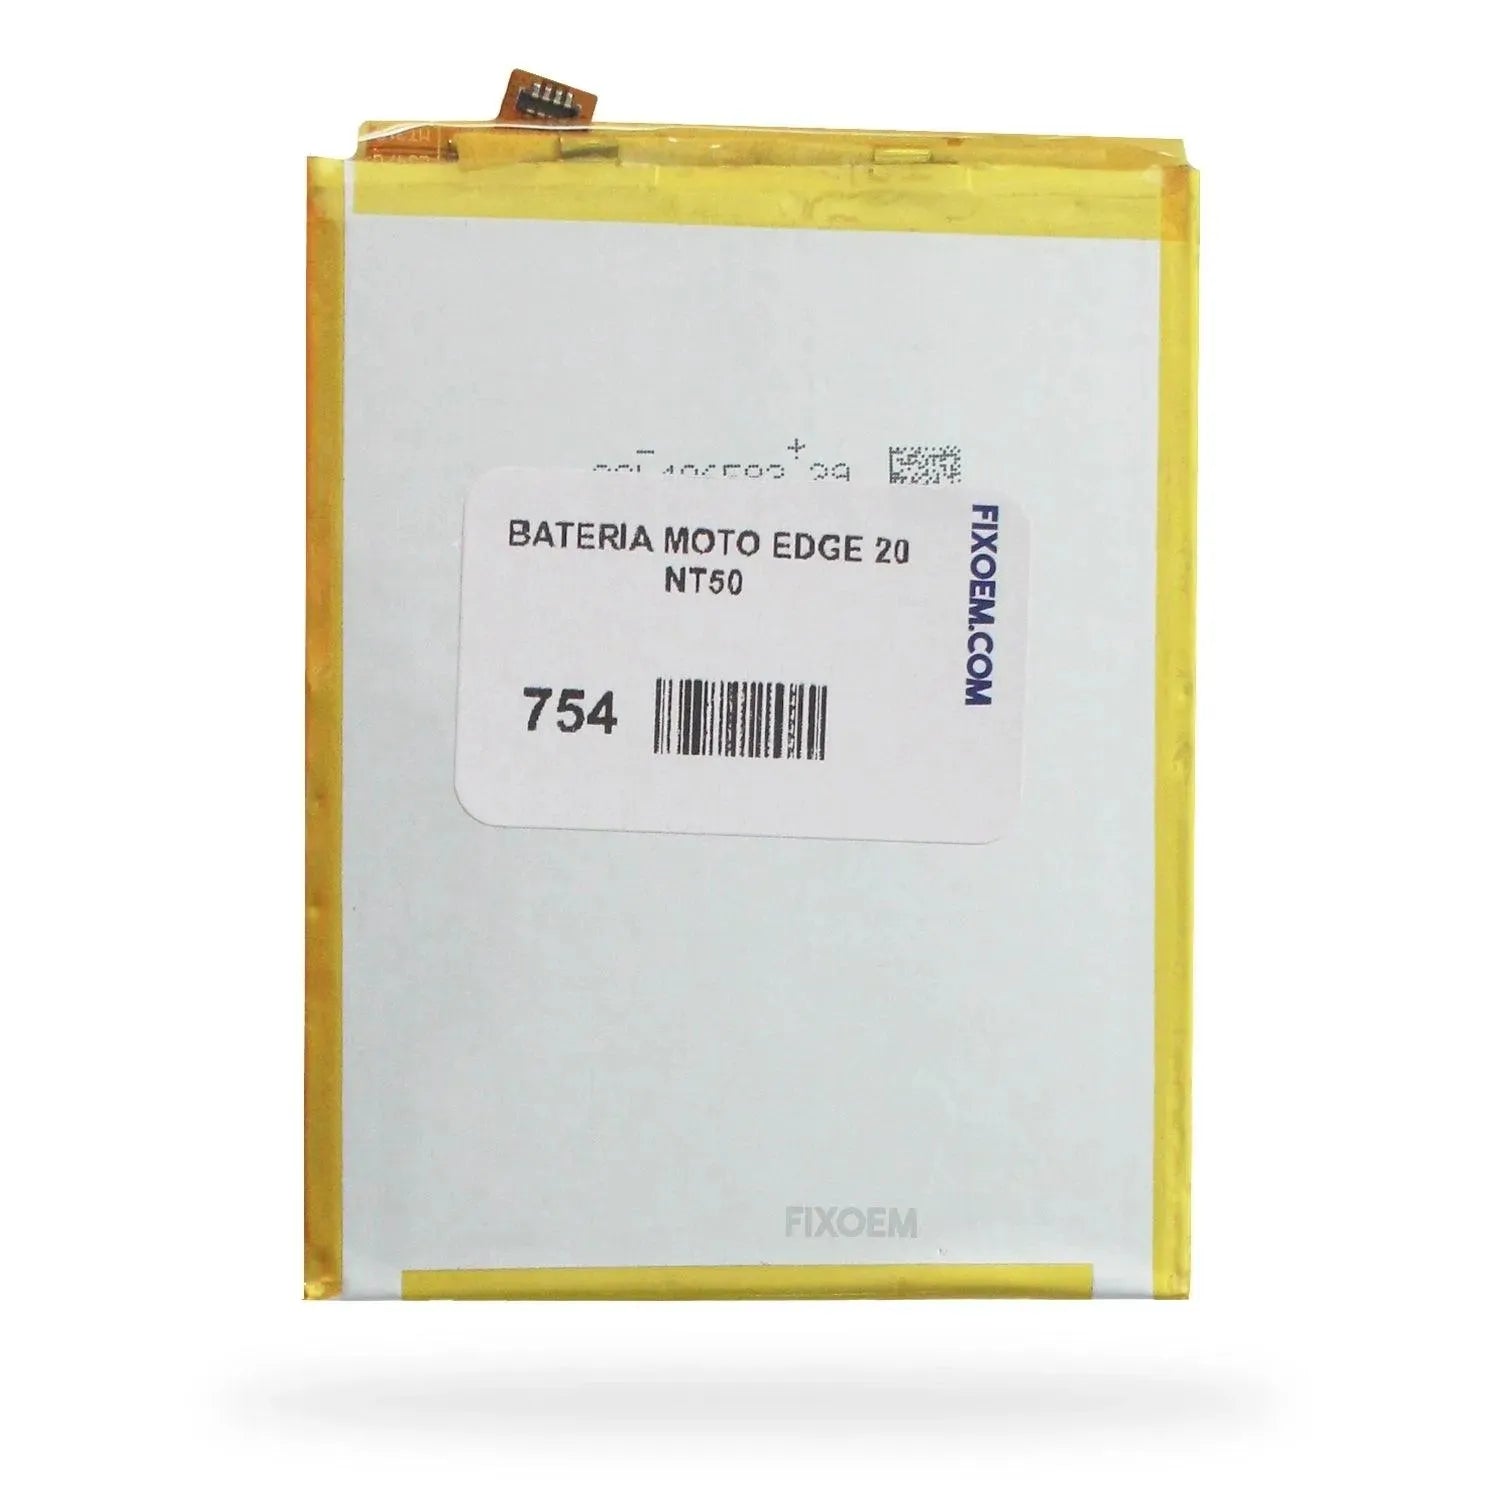 BATERIA MOTO EDGE 20
NT50
754
FIXOEM.COM
FIXOEM